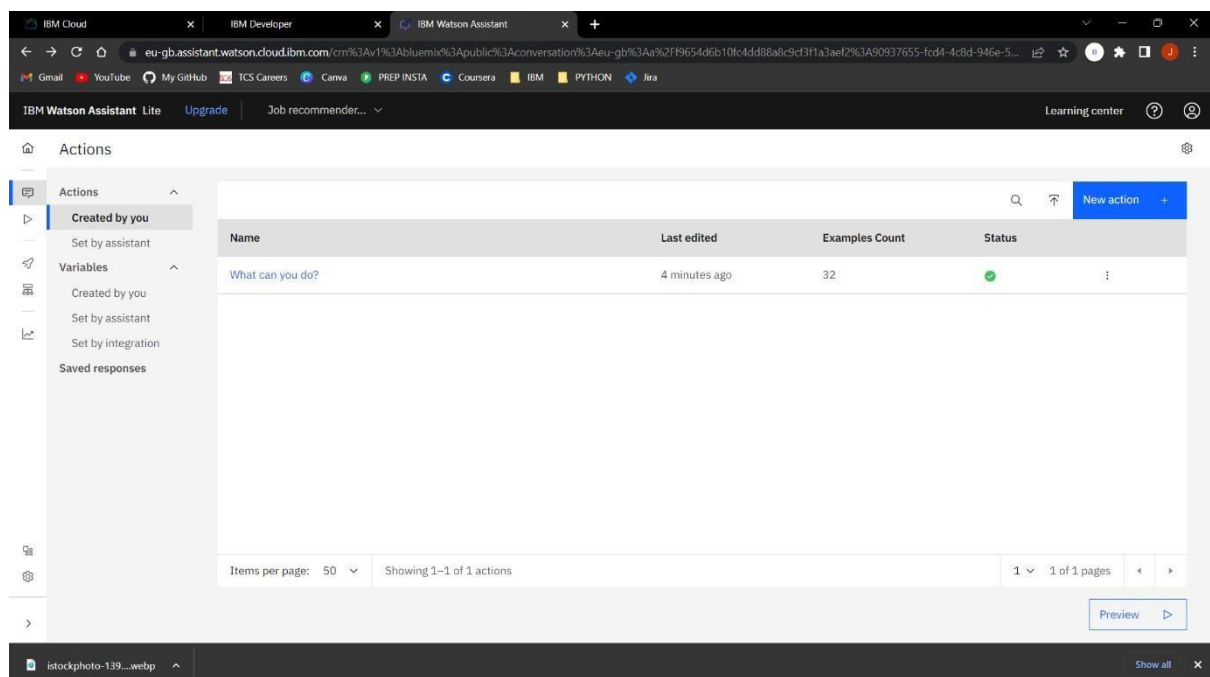 IBM Cloud IBM Developer IBM Watson Assistant
eu-gb.assistant.watson.cloud.ibm.com/crn%3Av1%3Abluemix%3Apublic%3Aconversation%3Aeu-gb%3Aa%2Ff9654d6b10fc4dd88a8c9cf3f1a3aef2%3A90937655-fcd4-4c8d-946e-5... B J
Gmail YouTube My GitHub TCS Careers Canva PREP INSTA Coursera IBM PYTHON Jira
IBM Watson Assistant Lite Upgrade Job recommender... Learning center
Actions
Actions New action +
Created by you
Set by assistant Name Last edited Examples Count Status
Variables What can you do? 4 minutes ago 32
Created by you
Set by assistant
Set by integration
Saved responses
Items per page: 50 Showing 1–1 of 1 actions 1 1 of 1 pages
Preview
istockphoto-139....webp Show all